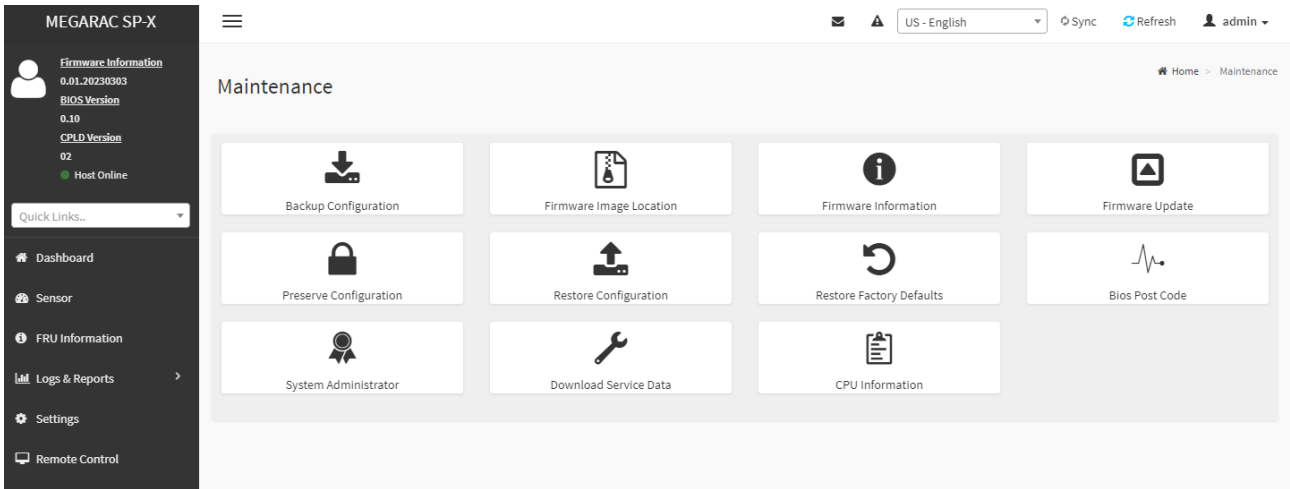 MEGARAC SP-X
US - English
Sync
Refresh
admin
Firmware Information
0.01.20230303
BIOS Version
0.10
CPLD Version
02
Host Online
Quick Links..
Dashboard
Sensor
FRU Information
Logs & Reports
Settings
Remote Control
Maintenance
Home > Maintenance
Backup Configuration
Firmware Image Location
Firmware Information
Firmware Update
Preserve Configuration
Restore Configuration
Restore Factory Defaults
Bios Post Code
System Administrator
Download Service Data
CPU Information